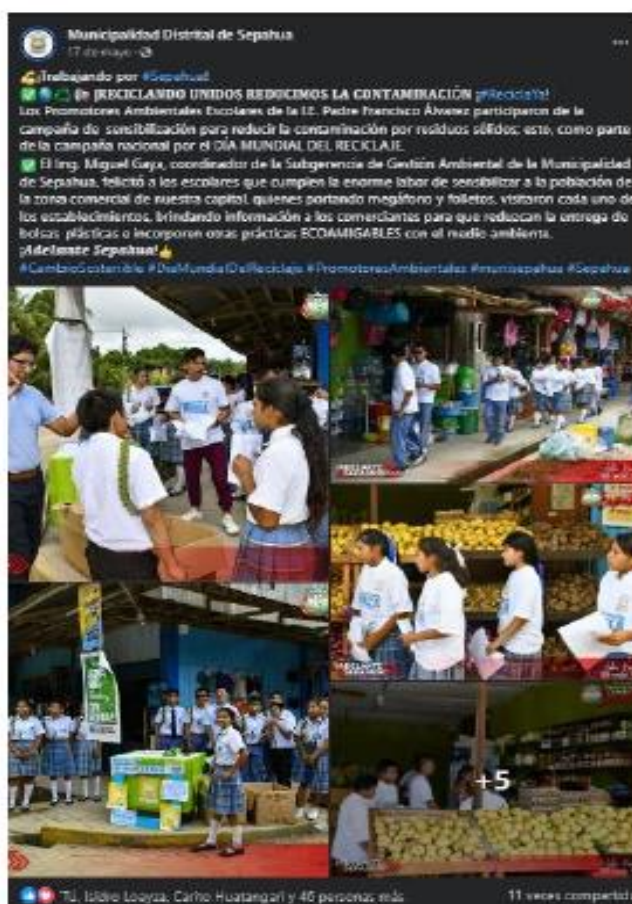 Municipalidad Distrital de Sepahua
17 de mayo
¡Trabajando por #Sepahua!
¡RECICLANDO UNIDOS REDUCIMOS LA CONTAMINACIÓN ¡#ReciclaYa!
Los Promotores Ambientales Escolares de la I.E. Padre Francisco Álvarez participaron de la
campaña de sensibilización para reducir la contaminación por residuos sólidos; esto, como parte
de la campaña nacional por el DÍA MUNDIAL DEL RECICLAJE.
El Ing. Miguel Gaya, coordinador de la Subgerencia de Gestión Ambiental de la Municipalidad
de Sepahua, felicitó a los escolares que cumplen la enorme labor de sensibilizar a la población de
la zona comercial de nuestra capital, quienes portando megáfono y folletos, visitaron cada uno de
los establecimientos, brindando información a los comerciantes para que reduzcan la entrega de
bolsas plásticas e incorporen otras prácticas ECOAMIGABLES con el medio ambiente.
¡Adelante Sepahua!
#CambioSostenible #DiaMundialDelReciclaje #PromotoresAmbientales #munisepahua #Sepahua
+5
Tú, Isidro Loayza, Carlho Huatangari y 46 personas más
11 veces compartid